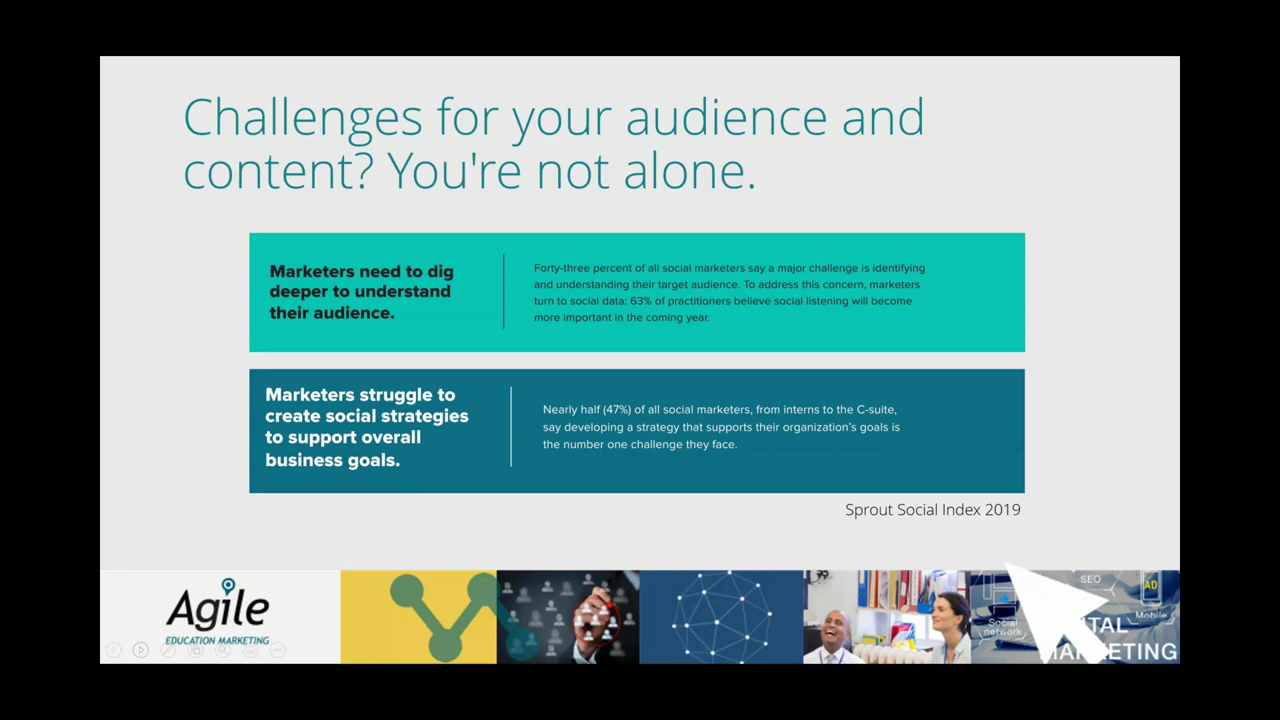 Challenges for your audience and
content? You're not alone.
Marketers need to dig
deeper to understand
their audience.
Forty-three percent of all social marketers say a major challenge is identifying
and understanding their target audience. To address this concern, marketers
turn to social data: 63% of practitioners believe social listening will become
more important in the coming year.
Marketers struggle to
create social strategies
to support overall
business goals.
Nearly half (47%) of all social marketers, from interns to the C-suite,
say developing a strategy that supports their organization's goals is
the number one challenge they face.
Sprout Social Index 2019
Agile
EDUCATION MARKETING
SEO
AD
Mobile
Social
network
ITAL
MARKETING